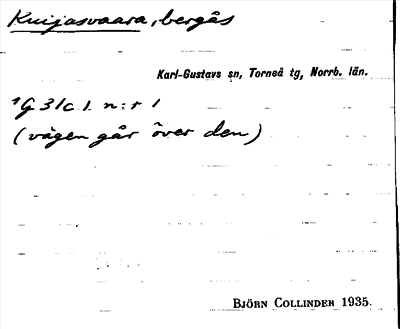 Kuijasvaara, bergås
Karl-Gustavs sn, Torneå tg, Norrb. län.
1G 31c l. n:r 1
(vägen går över den)
BJÖRN COLLINDER 1935.